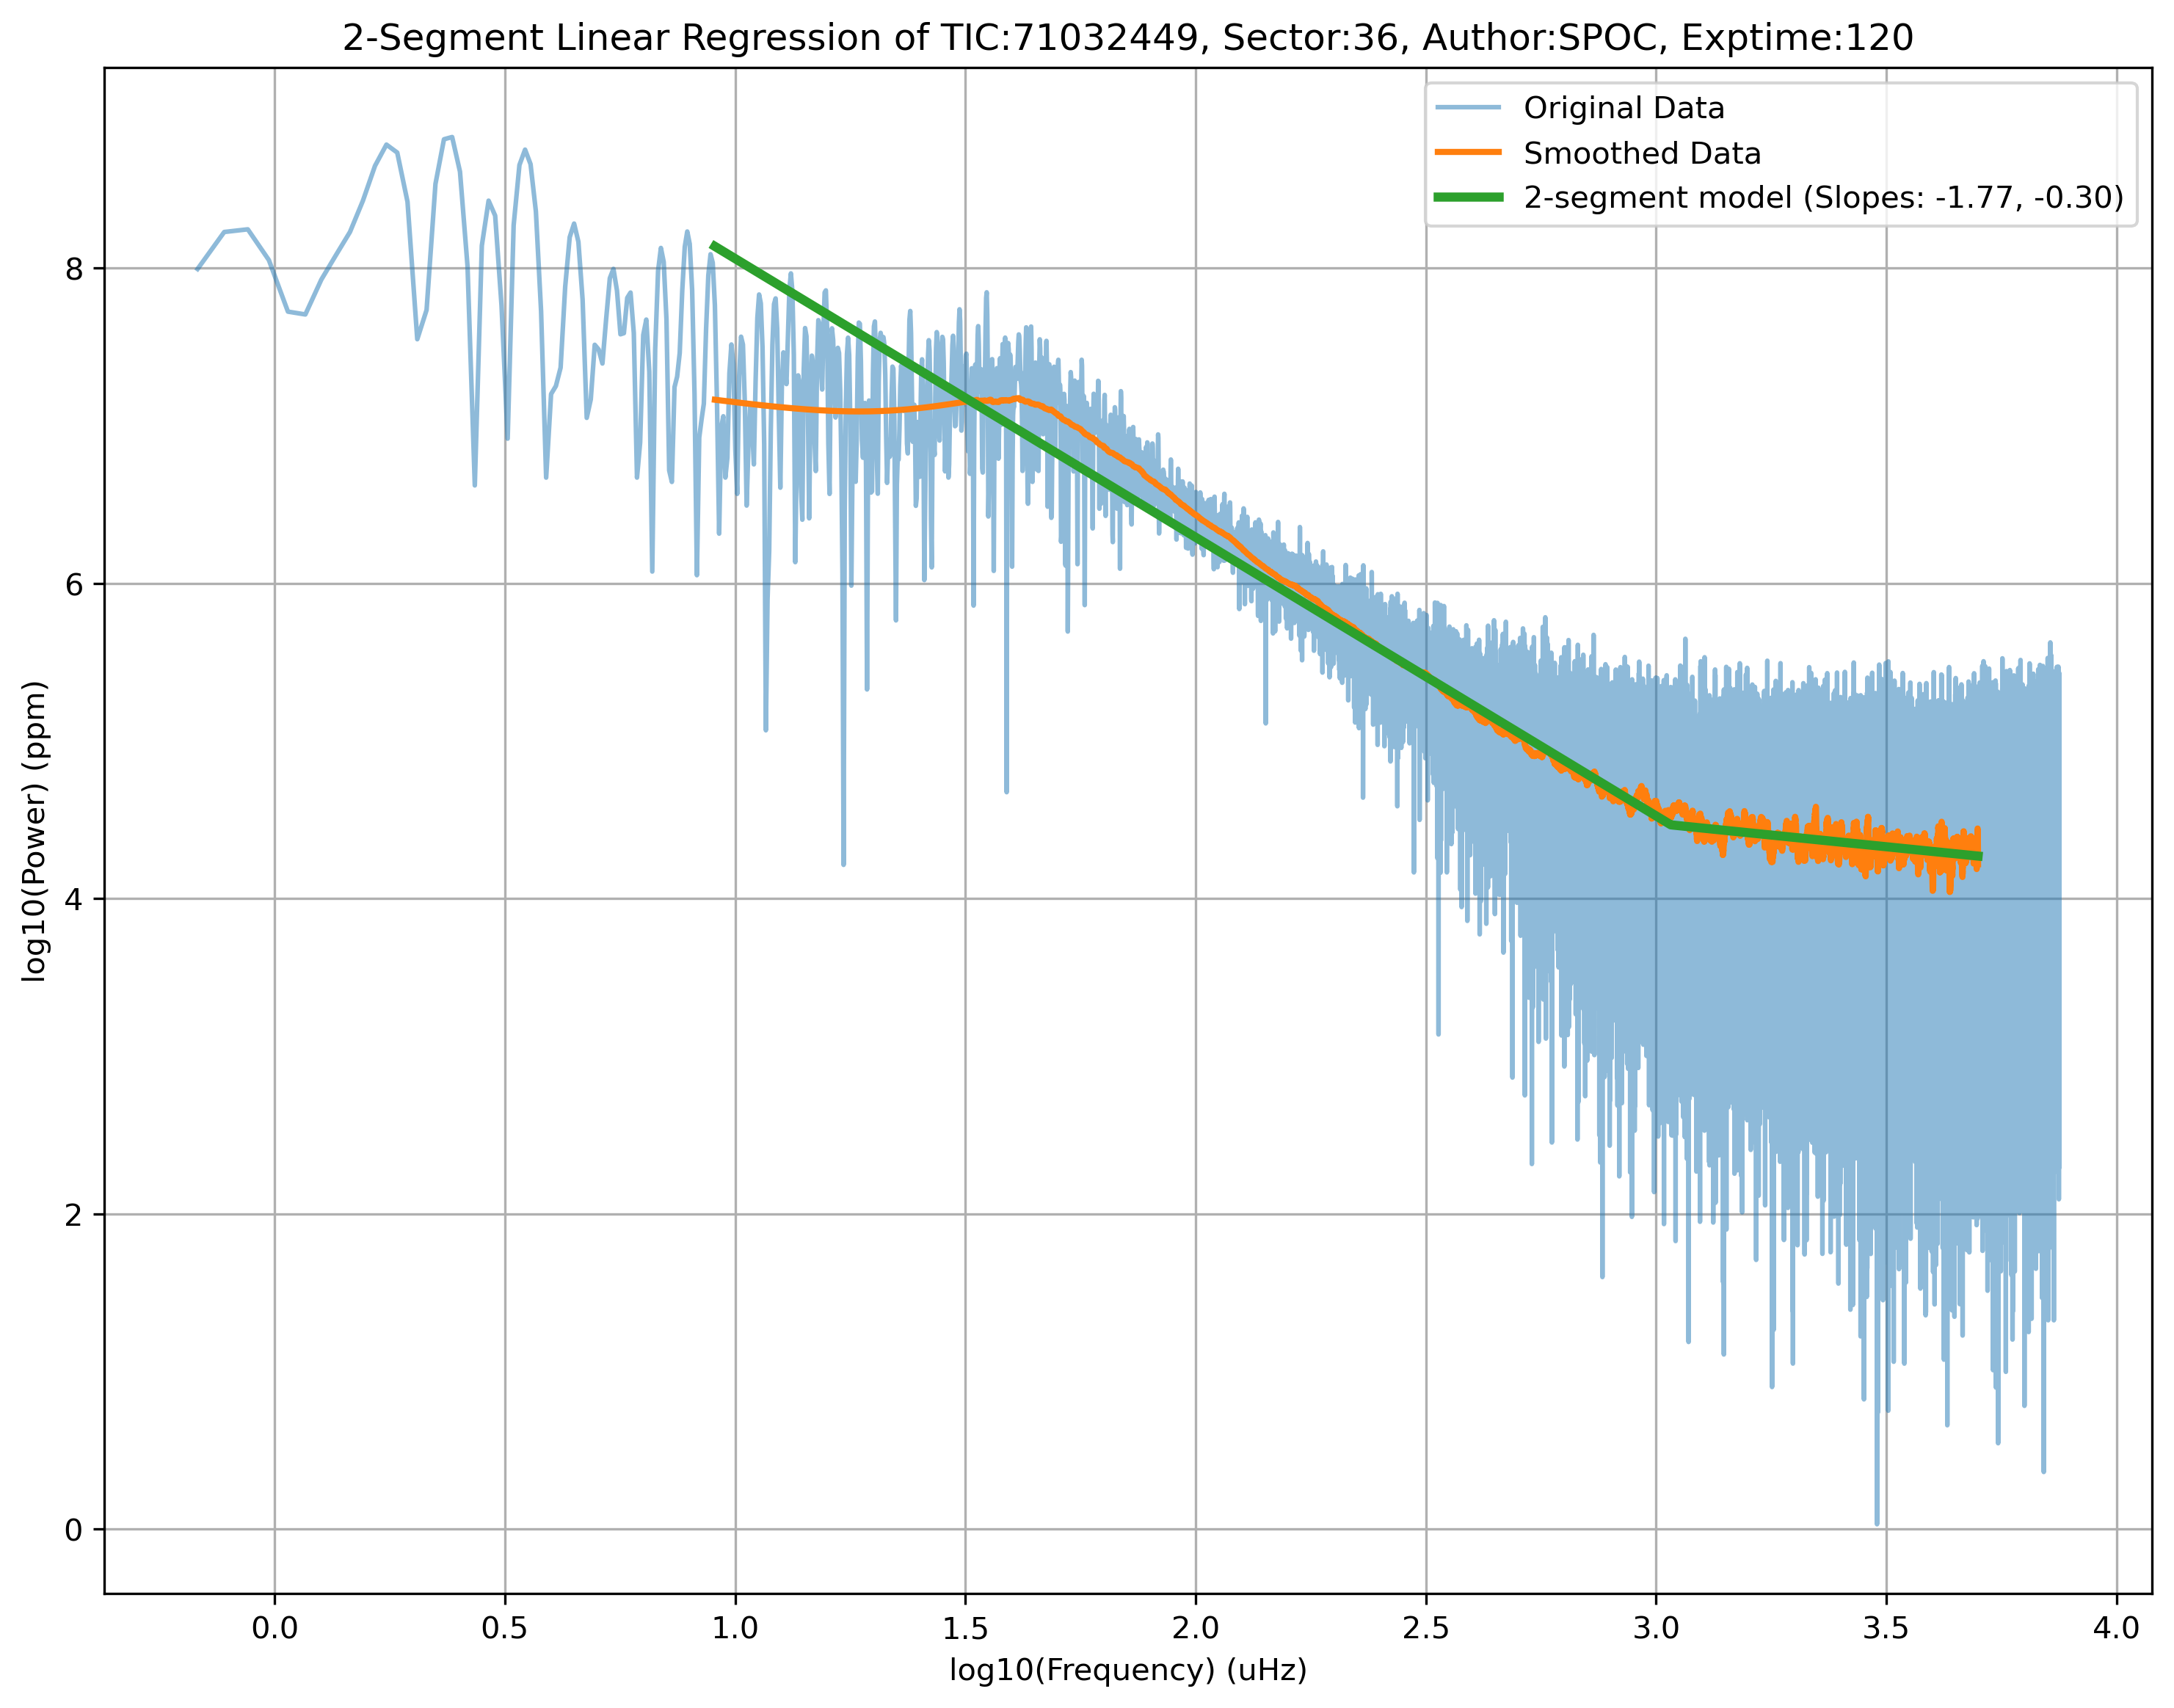 2-Segment Linear Regression of TIC:71032449, Sector:36, Author:SPOC, Exptime:120
Original Data
Smoothed Data
2-segment model (Slopes: -1.77, -0.30)
log10(Power) (ppm)
8
6
4
2
0
0.0 0.5 1.0 1.5 2.0 2.5 3.0 3.5 4.0
log10(Frequency) (uHz)